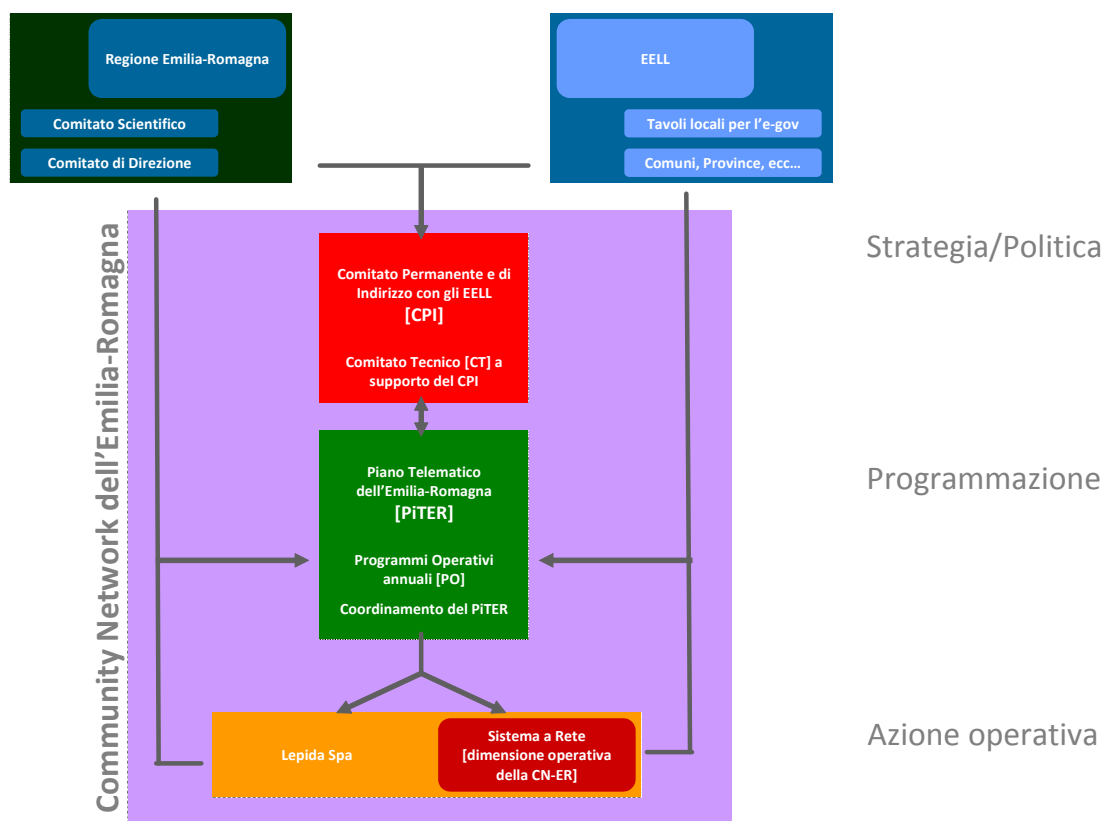 Regione Emilia-Romagna
Comitato Scientifico
Comitato di Direzione
EELL
Tavoli locali per l'e-gov
Comuni, Province, ecc…
Community Network dell'Emilia-Romagna
Comitato Permanente e di
Indirizzo con gli EELL
[CPI]
Comitato Tecnico [CT] a
supporto del CPI
Strategia/Politica
Piano Telematico
dell'Emilia-Romagna
[PiTER]
Programmi Operativi
annuali [PO]
Coordinamento del PiTER
Programmazione
Lepida Spa
Sistema a Rete
[dimensione operativa
della CN-ER]
Azione operativa